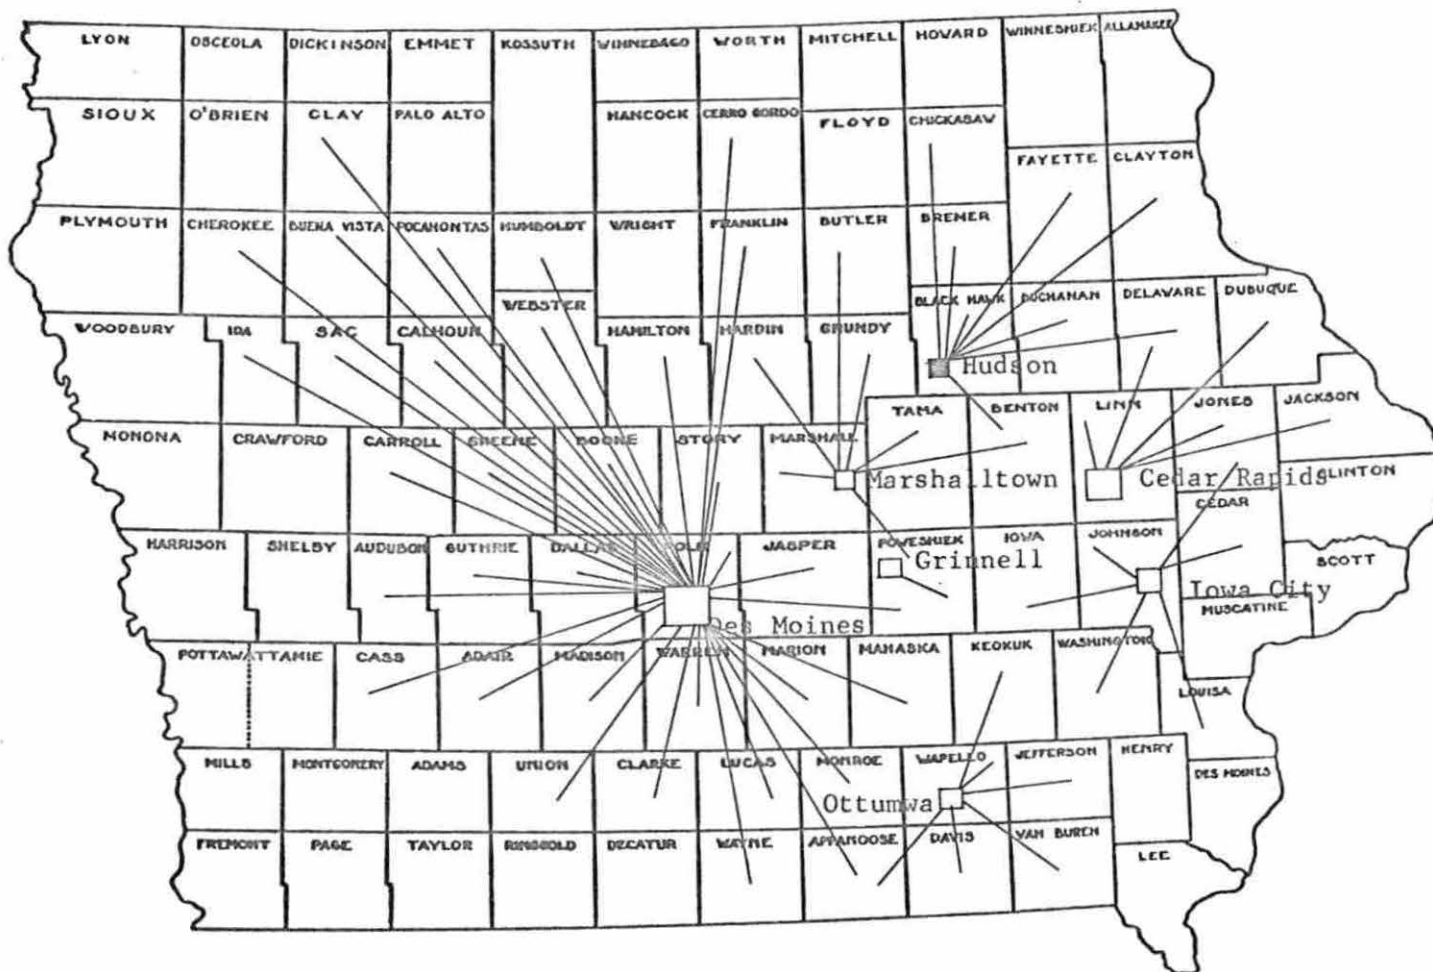 LYON OSCEOLA DICKINSON EMMET KOSSUTH WINNEBAGO WORTH MITCHELL HOWARD WINNESHIEK ALLAMAKEE
SIOUX O'BRIEN CLAY PALO ALTO HANCOCK CERRO GORDO FLOYD CHICKASAW
FAYETTE CLAYTON
PLYMOUTH CHEROKEE BUENA VISTA POCAHONTAS HUMBOLDT WRIGHT FRANKLIN BUTLER BREMER
WEBSTER BLACK HAWK BUCHANAN DELAWARE DUBUQUE
WOODBURY IDA SAC CALHOUN HAMILTON HARDIN GRUNDY
Hudson
TAMA BENTON LINN JONES JACKSON
MONONA CRAWFORD CARROLL GREENE BOONE STORY MARSHALL
Marshalltown Cedar Rapids CLINTON
CEDAR
HARRISON SHELBY AUDUBON GUTHRIE DALLAS POLK JASPER POWESHIEK IOWA JOHNSON
Grinnell SCOTT
Iowa City
MUSCATINE
Des Moines
POTTAWATTAMIE CASS ADAIR MADISON WARREN MARION MAHASKA KEOKUK WASHINGTON
LOUISA
MILLS MONTGOMERY ADAMS UNION CLARKE LUCAS MONROE WAPELLO JEFFERSON HENRY
DES MOINES
Ottumwa
FREMONT PAGE TAYLOR RINGGOLD DECATUR WAYNE APPANOOSE DAVIS VAN BUREN
LEE